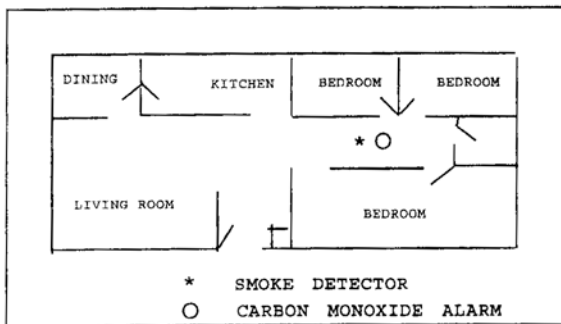 DINING
KITCHEN
BEDROOM
BEDROOM
* O
LIVING ROOM
BEDROOM
* SMOKE DETECTOR
O CARBON MONOXIDE ALARM